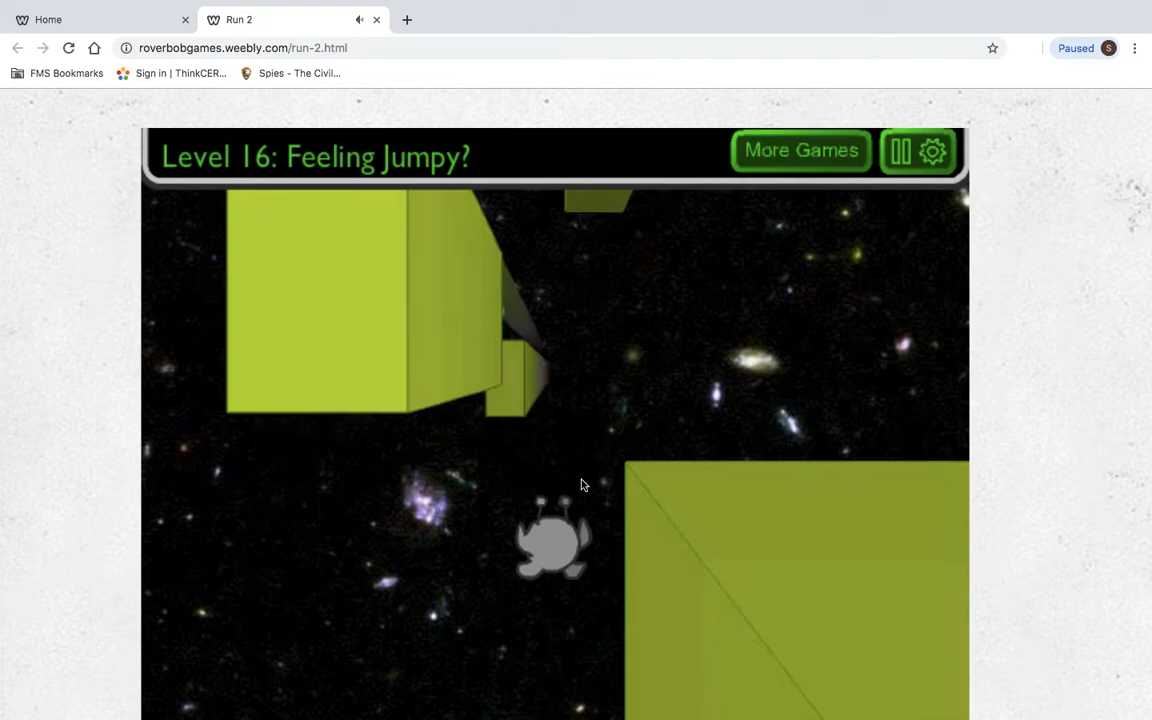 Home
Run 2
roverbobgames.weebly.com/run-2.html
Paused S
FMS Bookmarks
Sign in | ThinkCER...
Spies - The Civil...
Level 16: Feeling Jumpy?
More Games